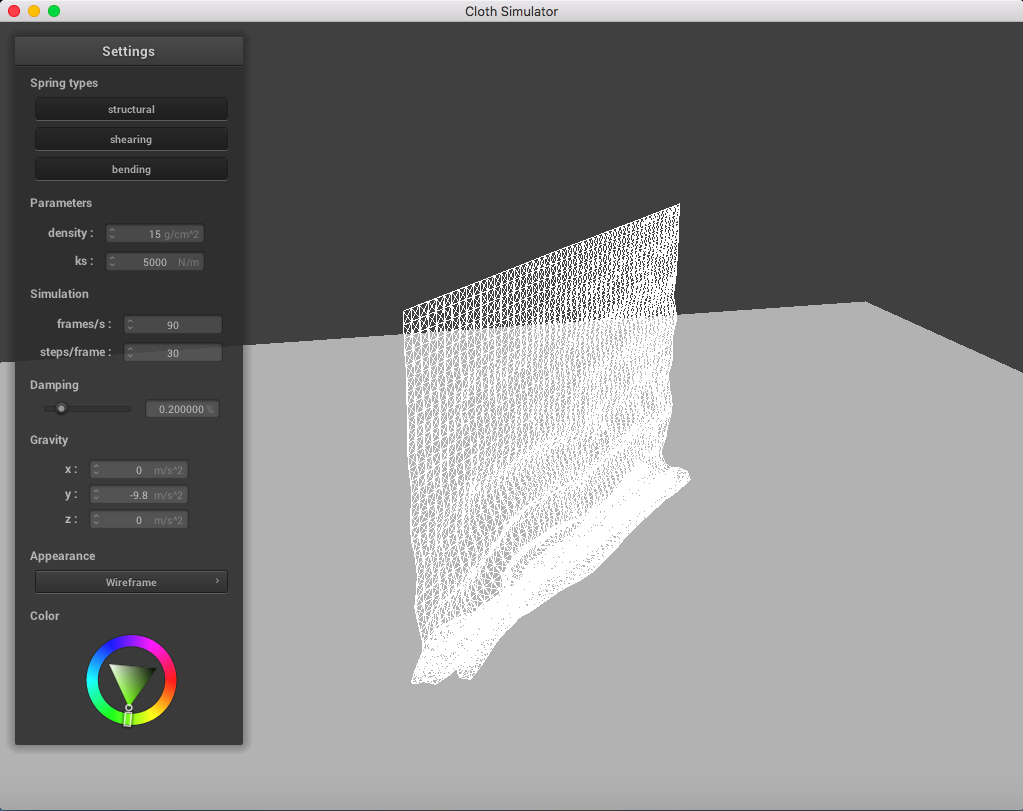 Cloth Simulator
Settings
Spring types
structural
shearing
bending
Parameters
density : 15 g/cm^2
ks : 5000 N/m
Simulation
frames/s : 90
steps/frame : 30
Damping
0.200000 %
Gravity
x : 0 m/s^2
y : -9.8 m/s^2
z : 0 m/s^2
Appearance
Wireframe ›
Color